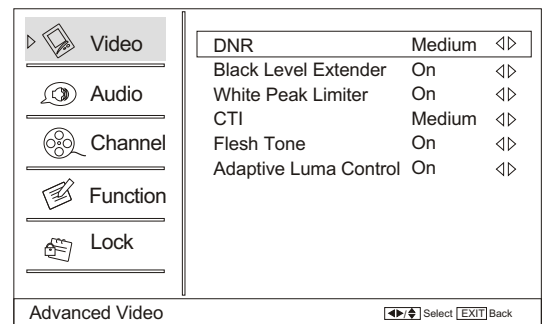 Video
Audio
Channel
Function
Lock
DNR Medium
Black Level Extender On
White Peak Limiter On
CTI Medium
Flesh Tone On
Adaptive Luma Control On
Advanced Video
Select EXIT Back